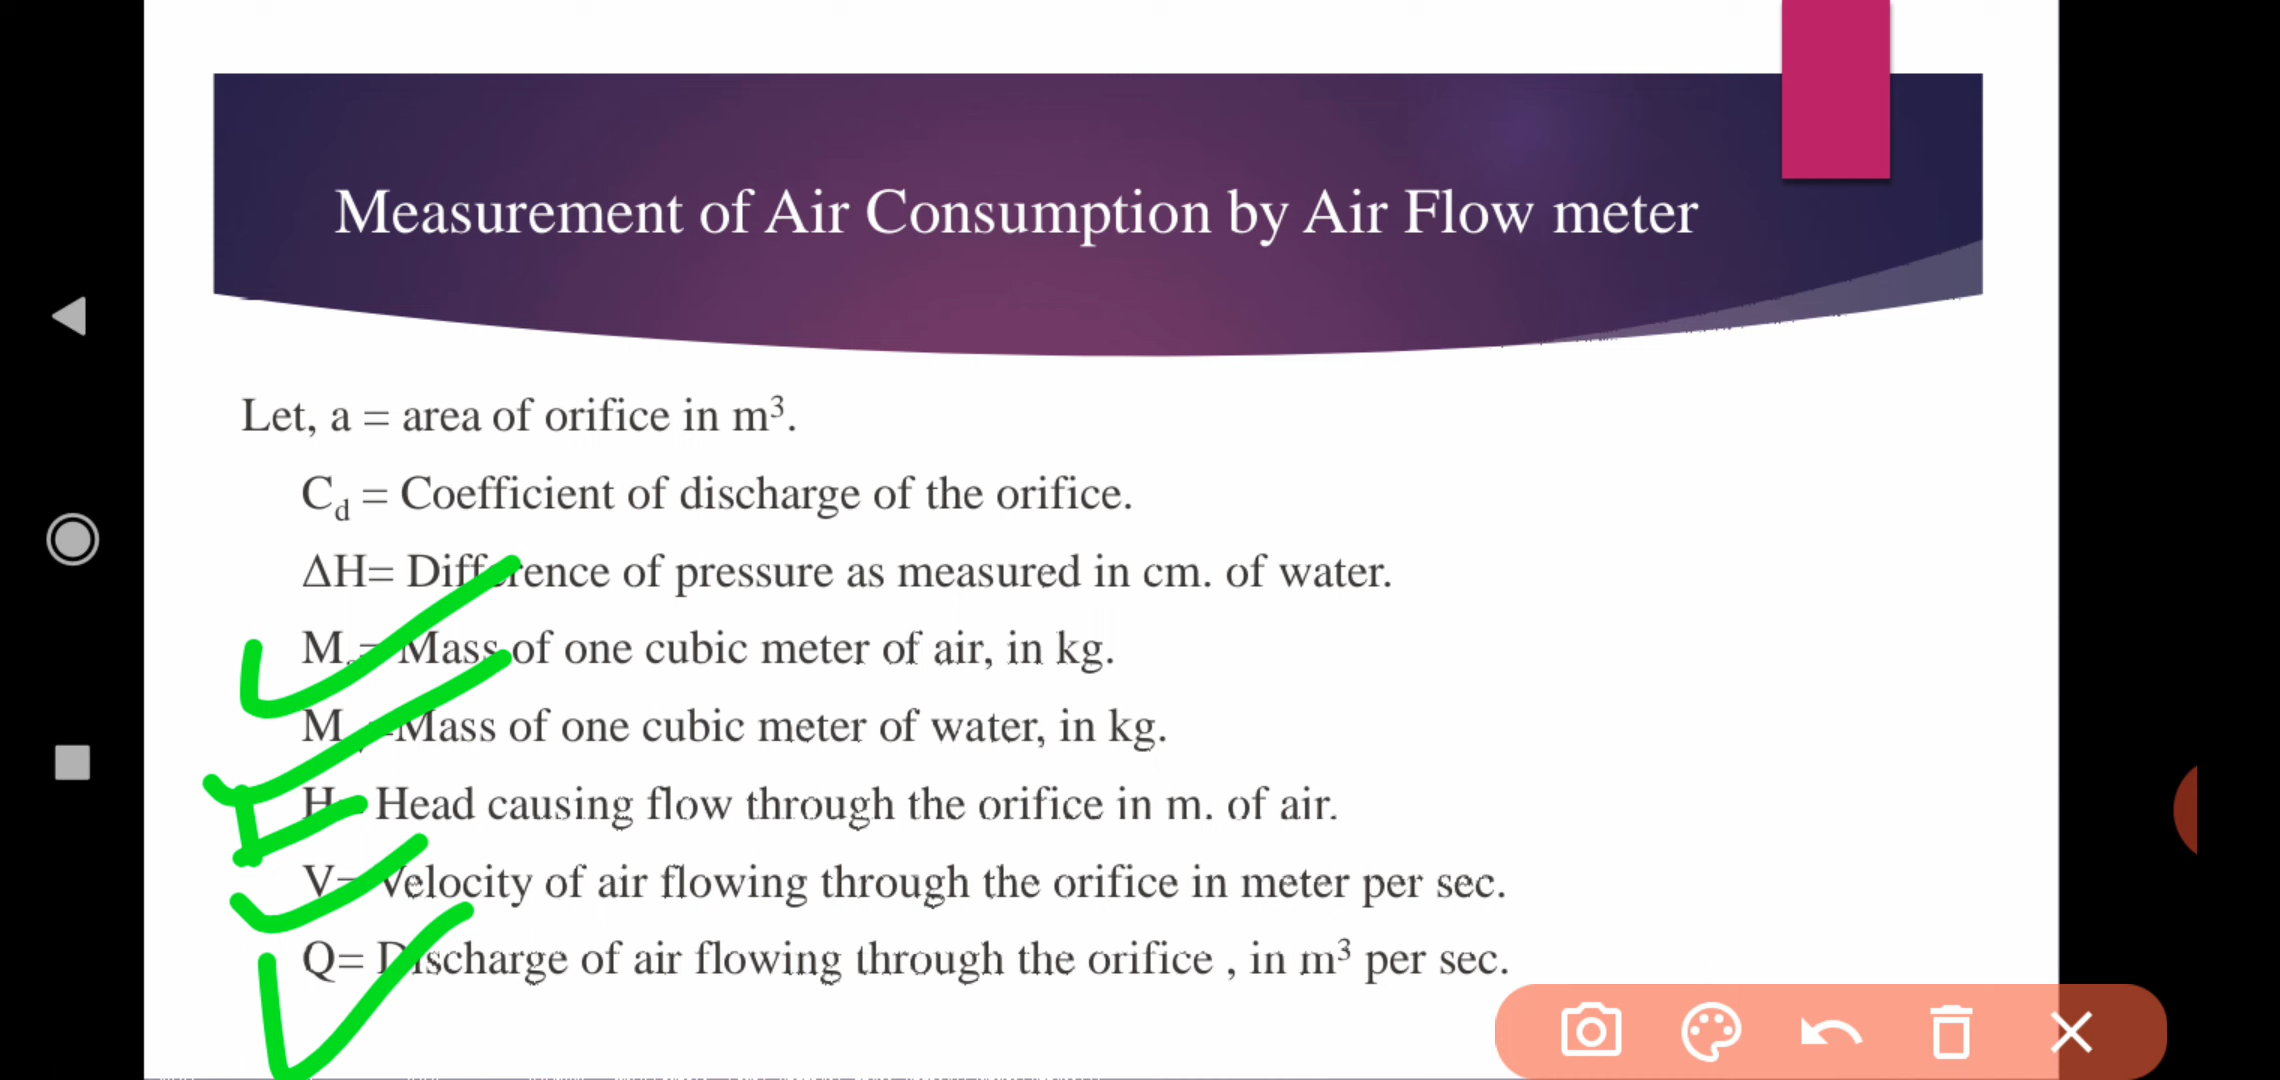 Measurement of Air Consumption by Air Flow meter
Let, a = area of orifice in m³.
C_d = Coefficient of discharge of the orifice.
ΔH= Difference of pressure as measured in cm. of water.
M = Mass of one cubic meter of air, in kg.
M =Mass of one cubic meter of water, in kg.
H= Head causing flow through the orifice in m. of air.
V= Velocity of air flowing through the orifice in meter per sec.
Q= Discharge of air flowing through the orifice , in m³ per sec.